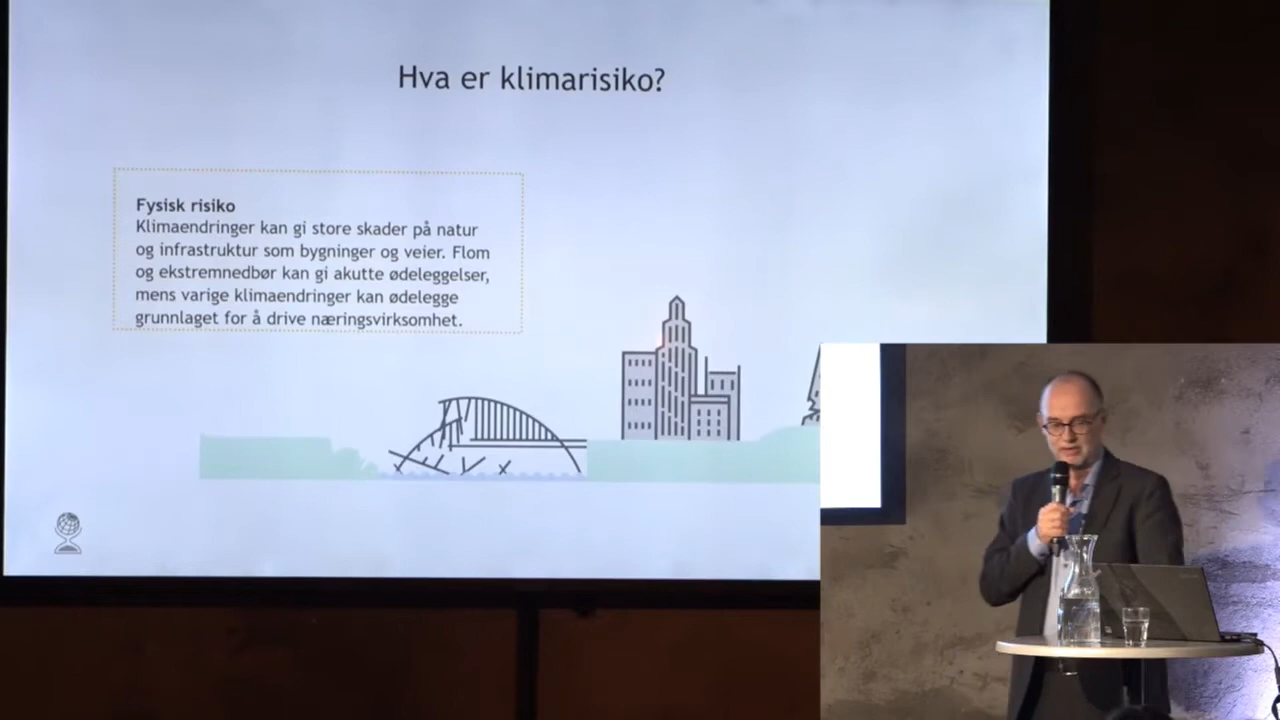 Hva er klimarisiko?
Fysisk risiko
Klimaendringer kan gi store skader på natur
og infrastruktur som bygninger og veier. Flom
og ekstremnedbør kan gi akutte ødeleggelser,
mens varige klimaendringer kan ødelegge
grunnlaget for å drive næringsvirksomhet.